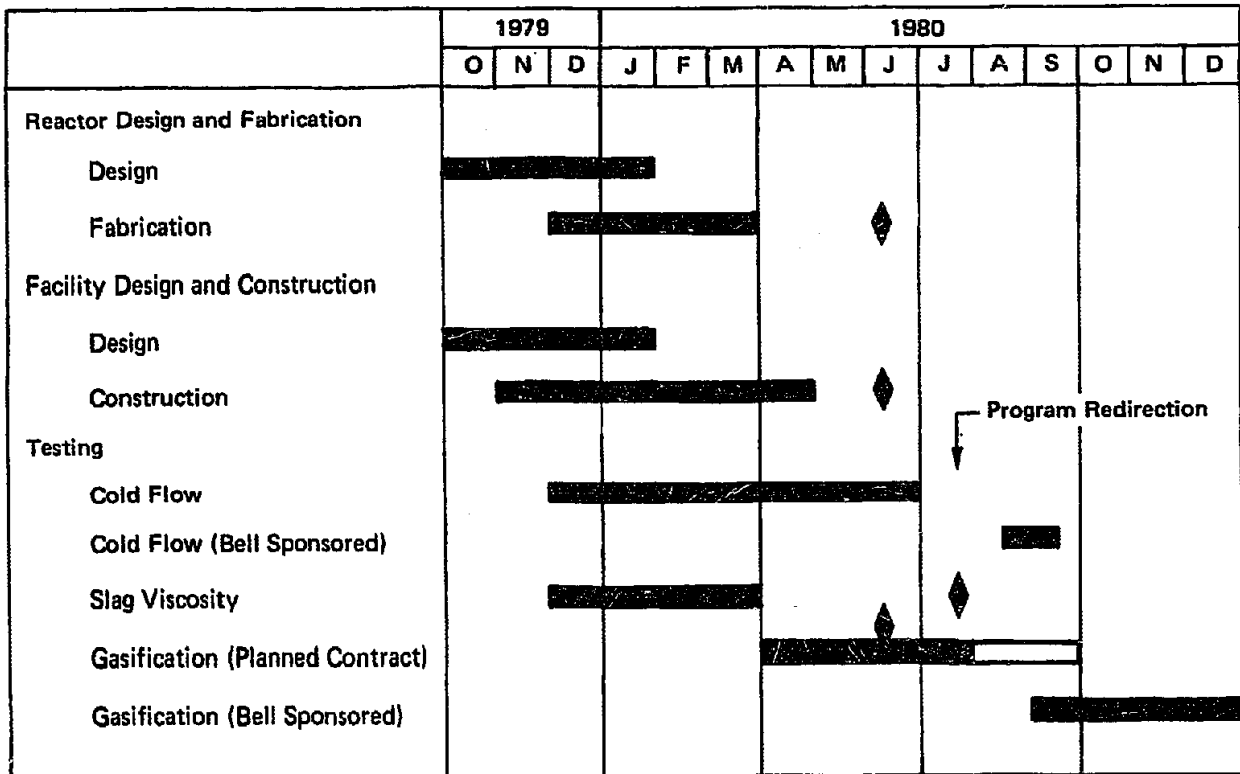 1979 1980
O N D J F M A M J J A S O N D
Reactor Design and Fabrication
Design
Fabrication
Facility Design and Construction
Design
Construction
Program Redirection
Testing
Cold Flow
Cold Flow (Bell Sponsored)
Slag Viscosity
Gasification (Planned Contract)
Gasification (Bell Sponsored)